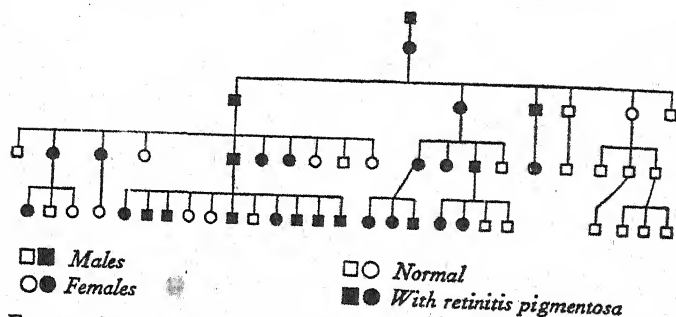 Males
Females
Normal
With retinitis pigmentosa